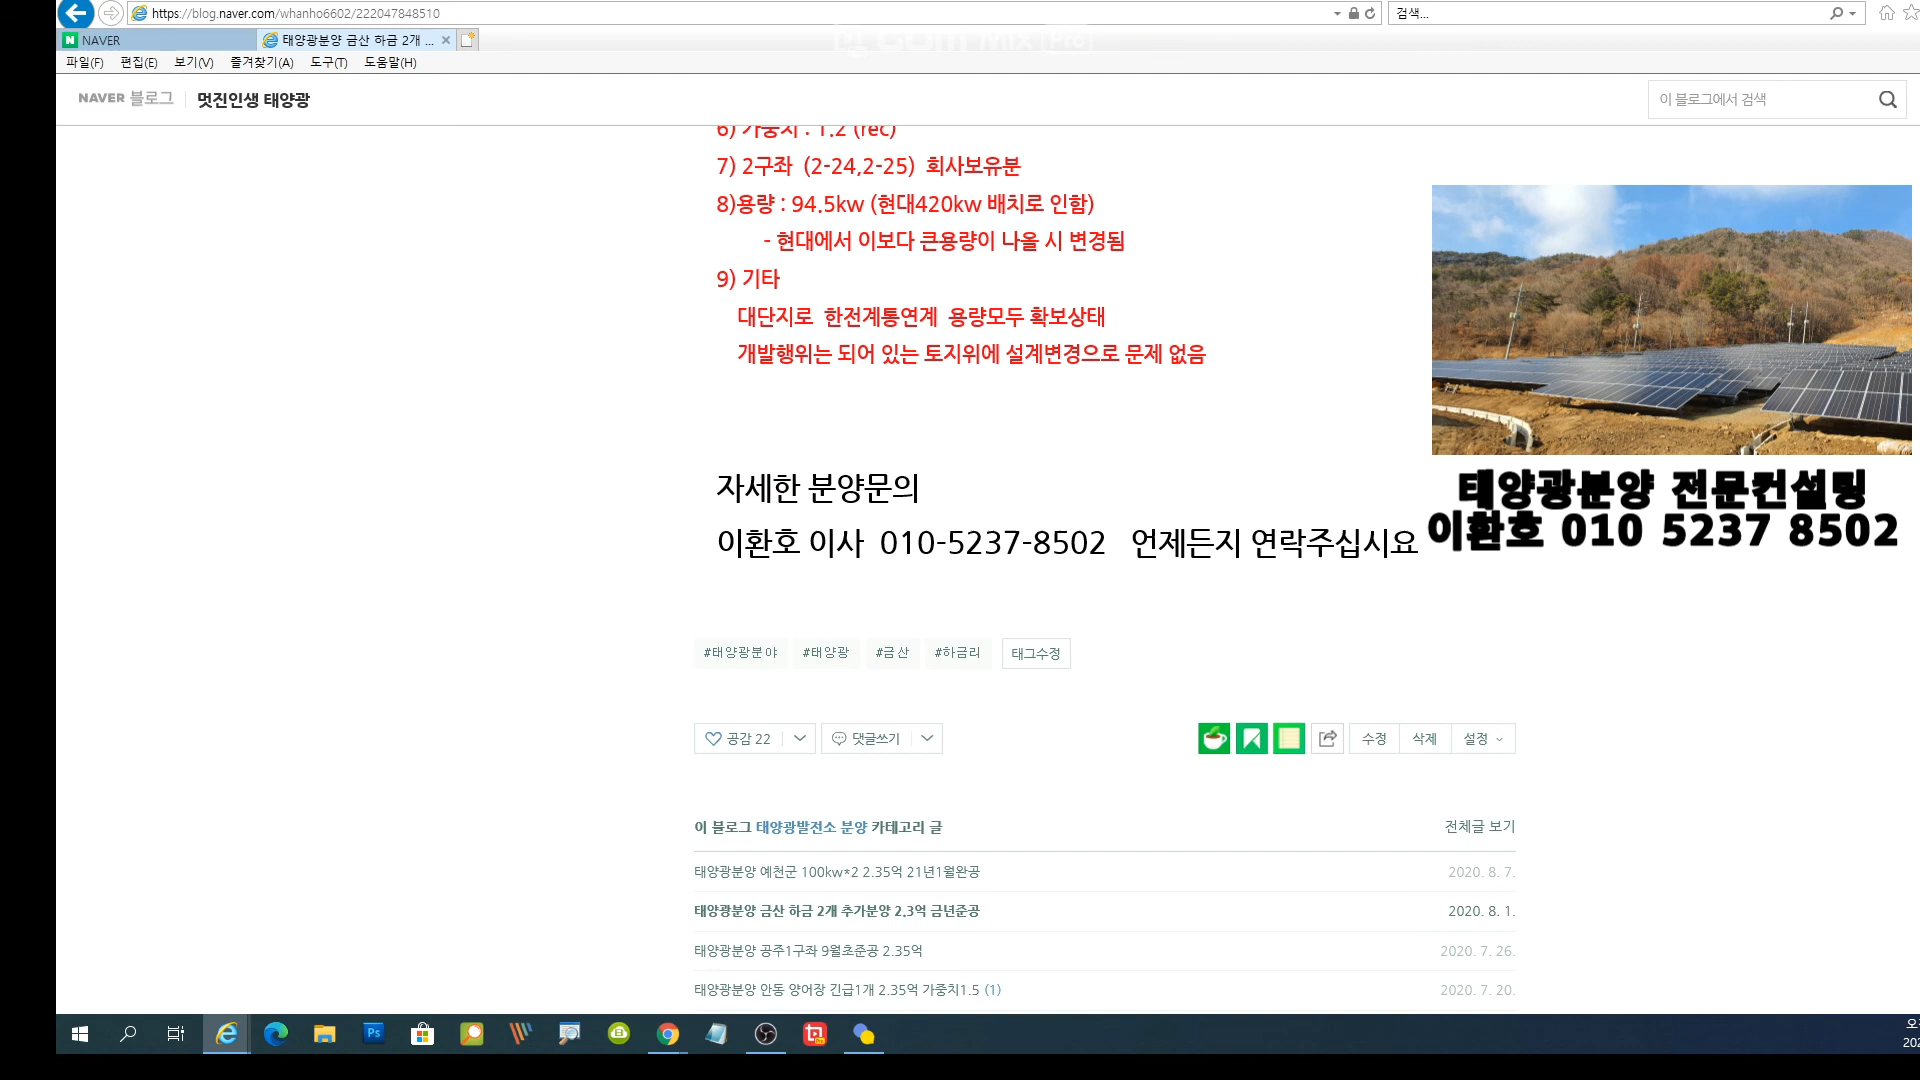 https://blog.naver.com/whanho6602/222047848510
검색...
NAVER
태양광분양 금산 하금 2개 ...
파일(F) 편집(E) 보기(V) 즐겨찾기(A) 도구(T) 도움말(H)
NAVER 블로그 멋진인생 태양광
이 블로그에서 검색
6) 가중치 : 1.2 (rec)
7) 2구좌 (2-24,2-25) 회사보유분
8)용량 : 94.5kw (현대420kw 배치로 인함)
- 현대에서 이보다 큰용량이 나올 시 변경됨
9) 기타
대단지로 한전계통연계 용량모두 확보상태
개발행위는 되어 있는 토지위에 설계변경으로 문제 없음
자세한 분양문의
이환호 이사 010-5237-8502 언제든지 연락주십시요
태양광분양 전문컨설팅
이환호 010 5237 8502
#태양광분야 #태양광 #금산 #하금리 태그수정
공감 22 댓글쓰기 수정 삭제 설정
이 블로그 태양광발전소 분양 카테고리 글 전체글 보기
태양광분양 예천군 100kw*2 2.35억 21년1월완공 2020. 8. 7.
태양광분양 금산 하금 2개 추가분양 2.3억 금년준공 2020. 8. 1.
태양광분양 공주1구좌 9월초준공 2.35억 2020. 7. 26.
태양광분양 안동 양어장 긴급1개 2.35억 가중치1.5 (1) 2020. 7. 20.